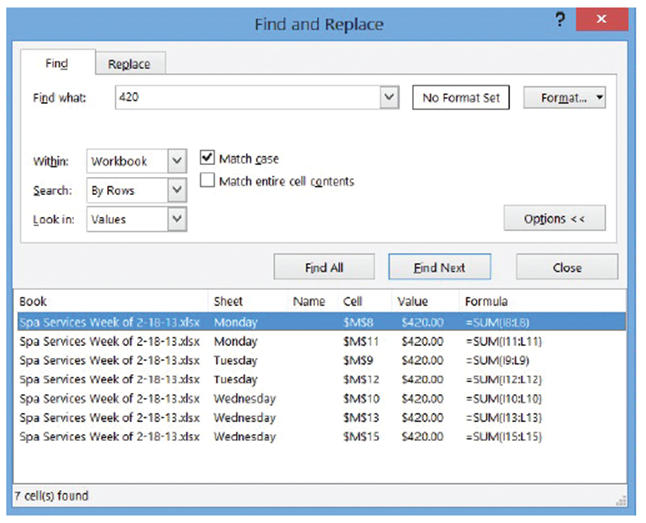 Find and Replace ? ×
Find Replace
Find what: 420 No Format Set Format...
Within: Workbook Match case
Match entire cell contents
Search: By Rows
Look in: Values Options <<
Find All Find Next Close
Book Sheet Name Cell Value Formula
Spa Services Week of 2-18-13.xlsx Monday $M$8 $420.00 =SUM(I8:L8)
Spa Services Week of 2-18-13.xlsx Monday $M$11 $420.00 =SUM(I11:L11)
Spa Services Week of 2-18-13.xlsx Tuesday $M$9 $420.00 =SUM(I9:L9)
Spa Services Week of 2-18-13.xlsx Tuesday $M$12 $420.00 =SUM(I12:L12)
Spa Services Week of 2-18-13.xlsx Wednesday $M$10 $420.00 =SUM(I10:L10)
Spa Services Week of 2-18-13.xlsx Wednesday $M$13 $420.00 =SUM(I13:L13)
Spa Services Week of 2-18-13.xlsx Wednesday $M$15 $420.00 =SUM(I15:L15)
7 cell(s) found